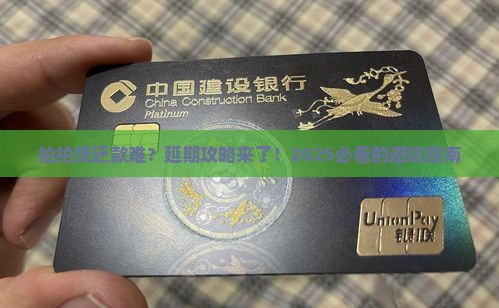 中国建设银行
China Construction Bank
Platinum
拍拍贷还款难？延期攻略来了！2025必看的避坑指南
UnionPay
银联